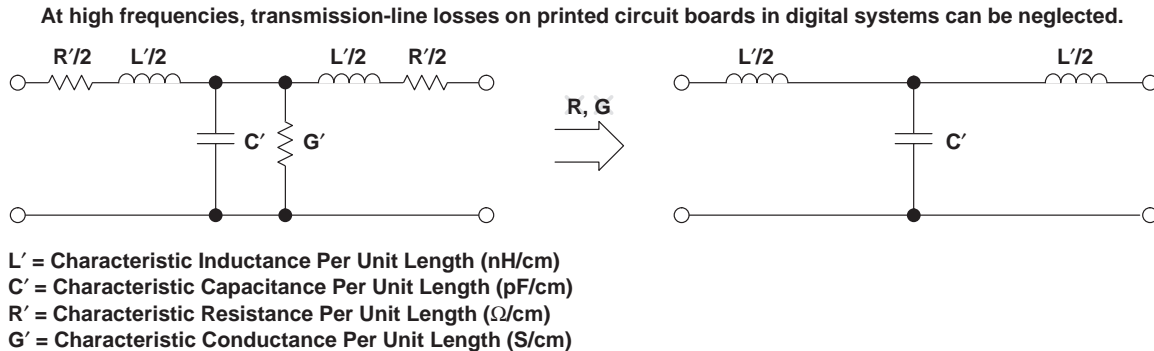 At high frequencies, transmission-line losses on printed circuit boards in digital systems can be neglected.
R′/2 L′/2 L′/2 R′/2
L′/2 L′/2
R, G
C′ G′
C′
L′ = Characteristic Inductance Per Unit Length (nH/cm)
C′ = Characteristic Capacitance Per Unit Length (pF/cm)
R′ = Characteristic Resistance Per Unit Length (Ω/cm)
G′ = Characteristic Conductance Per Unit Length (S/cm)